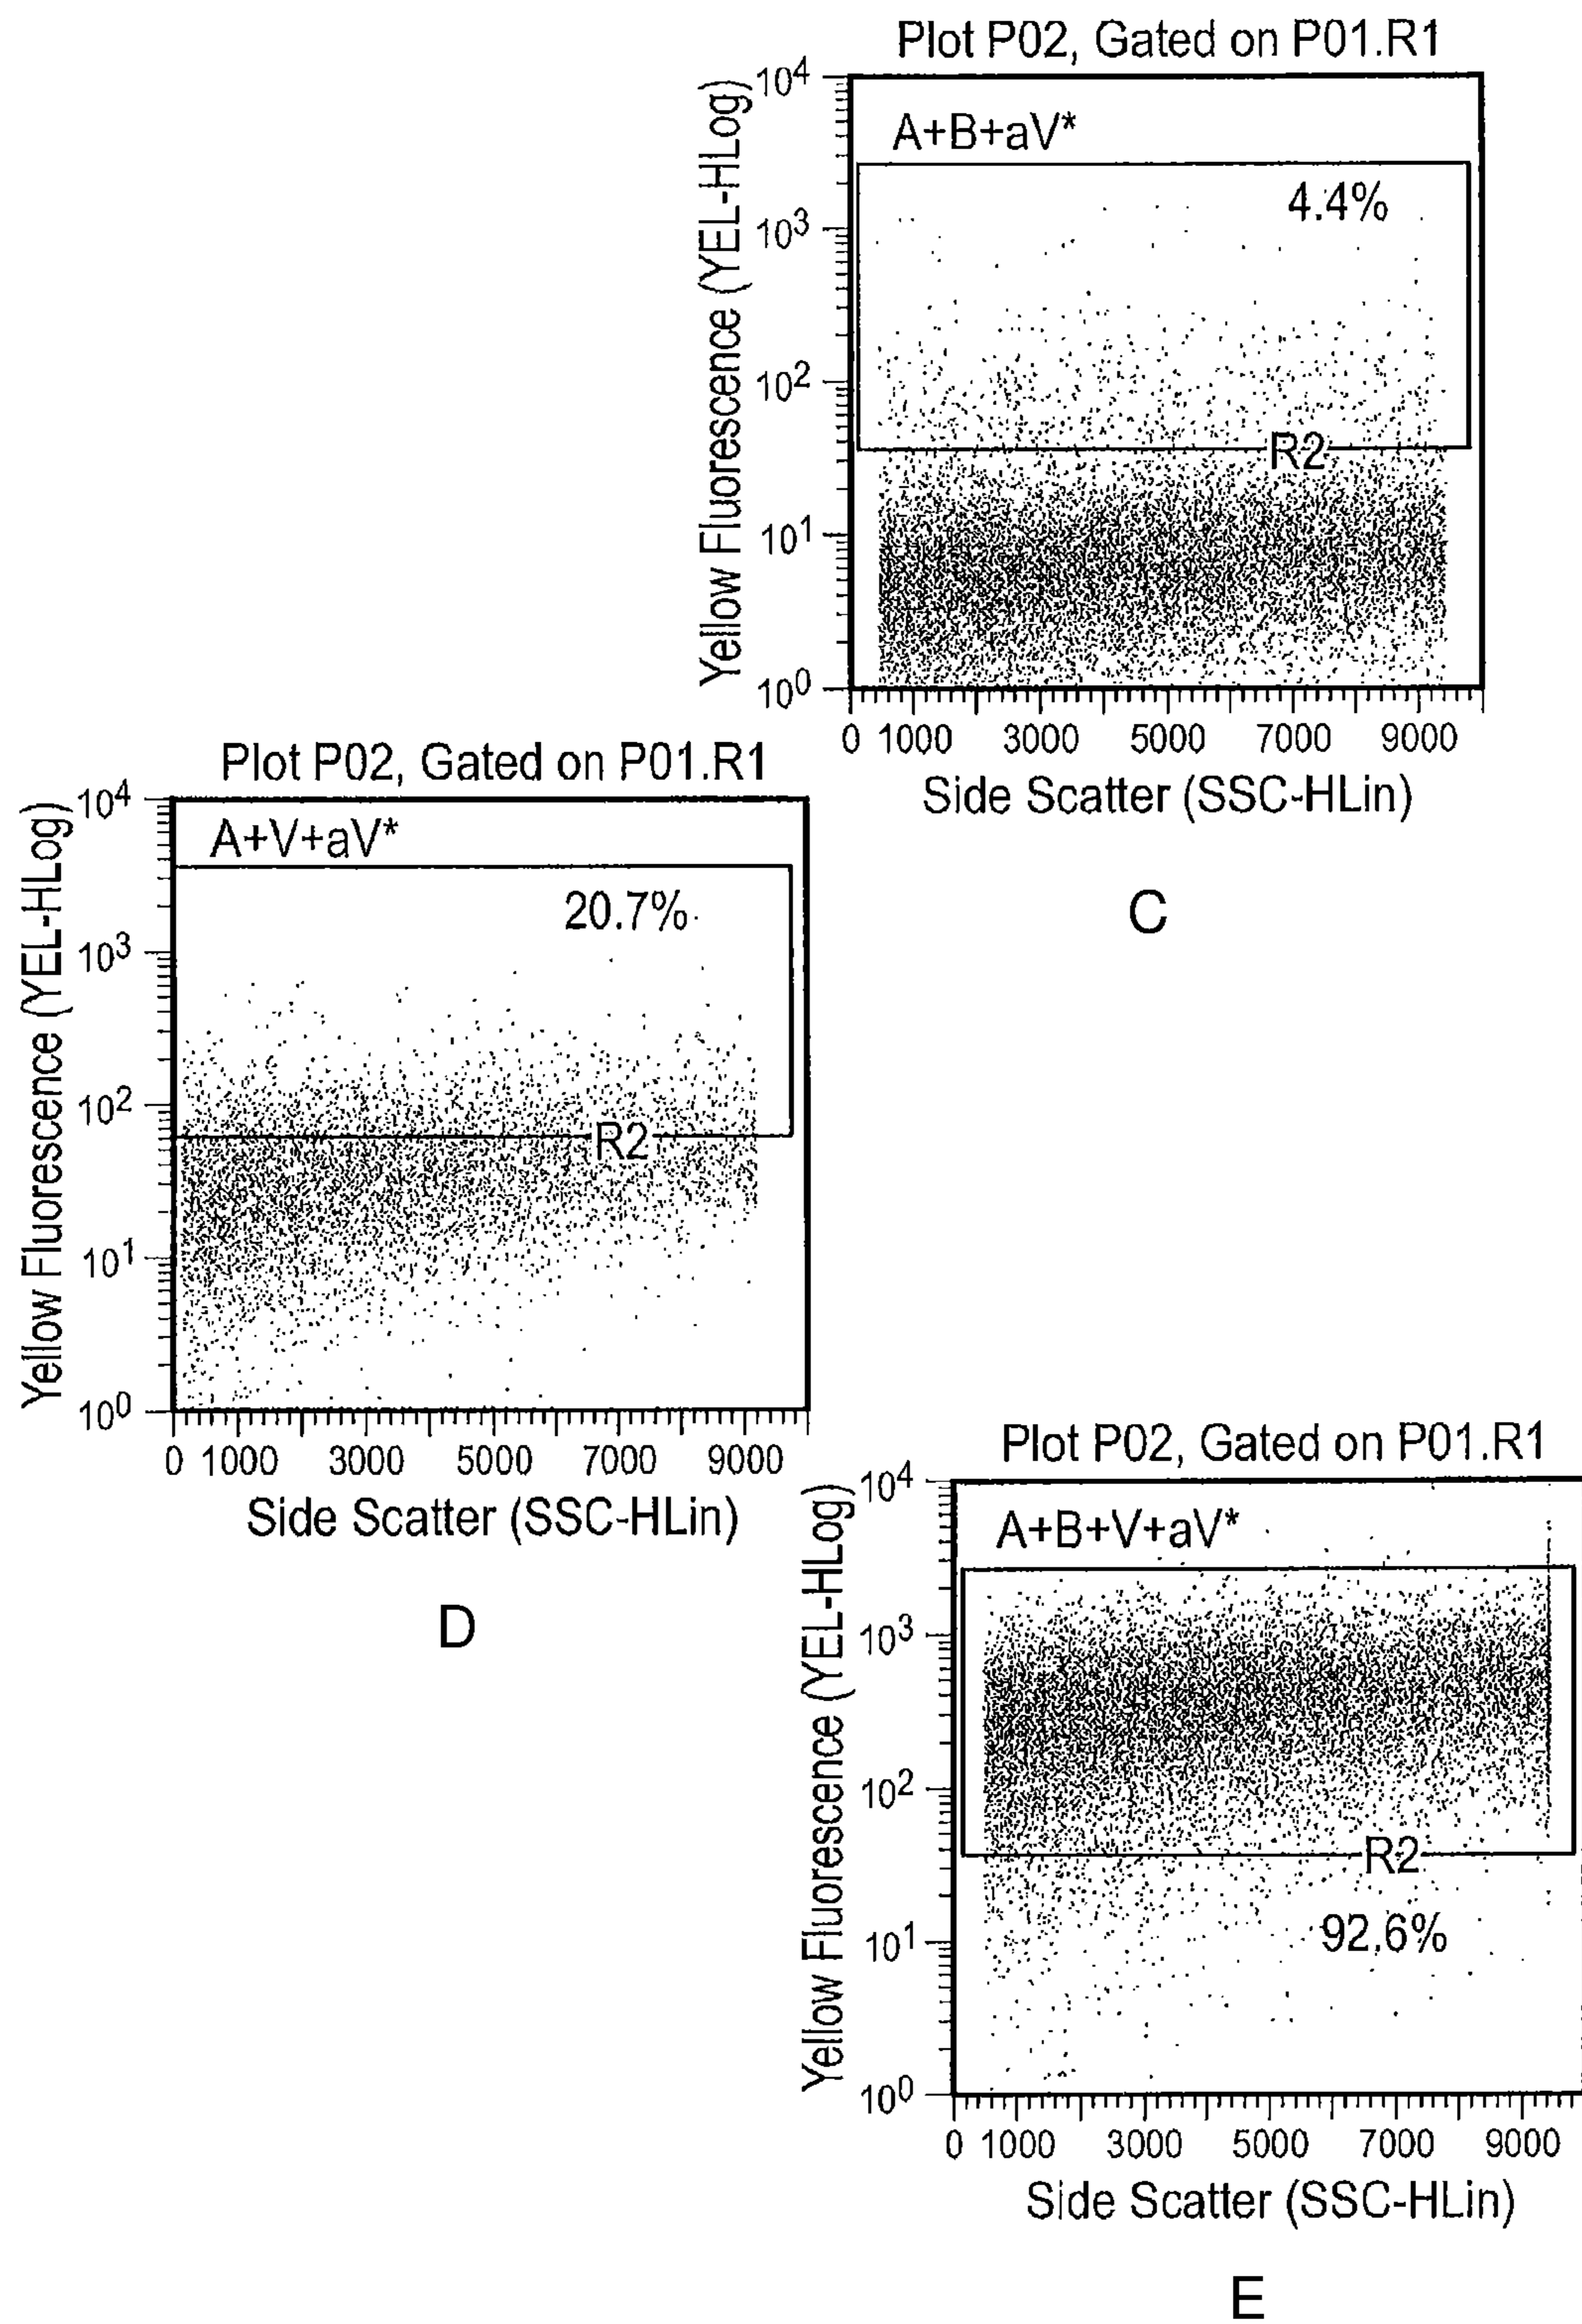 Plot P02, Gated on P01.R1
Yellow Fluorescence (YEL-HLog)
10⁴
10³
10²
10¹
10⁰
A+B+aV*
4.4%
R2
0 1000 3000 5000 7000 9000
Side Scatter (SSC-HLin)
C
Plot P02, Gated on P01.R1
Yellow Fluorescence (YEL-HLog)
10⁴
10³
10²
10¹
10⁰
A+V+aV*
20.7%
R2
0 1000 3000 5000 7000 9000
Side Scatter (SSC-HLin)
D
Plot P02, Gated on P01.R1
Yellow Fluorescence (YEL-HLog)
10⁴
10³
10²
10¹
10⁰
A+B+V+aV*
R2
92.6%
0 1000 3000 5000 7000 9000
Side Scatter (SSC-HLin)
E